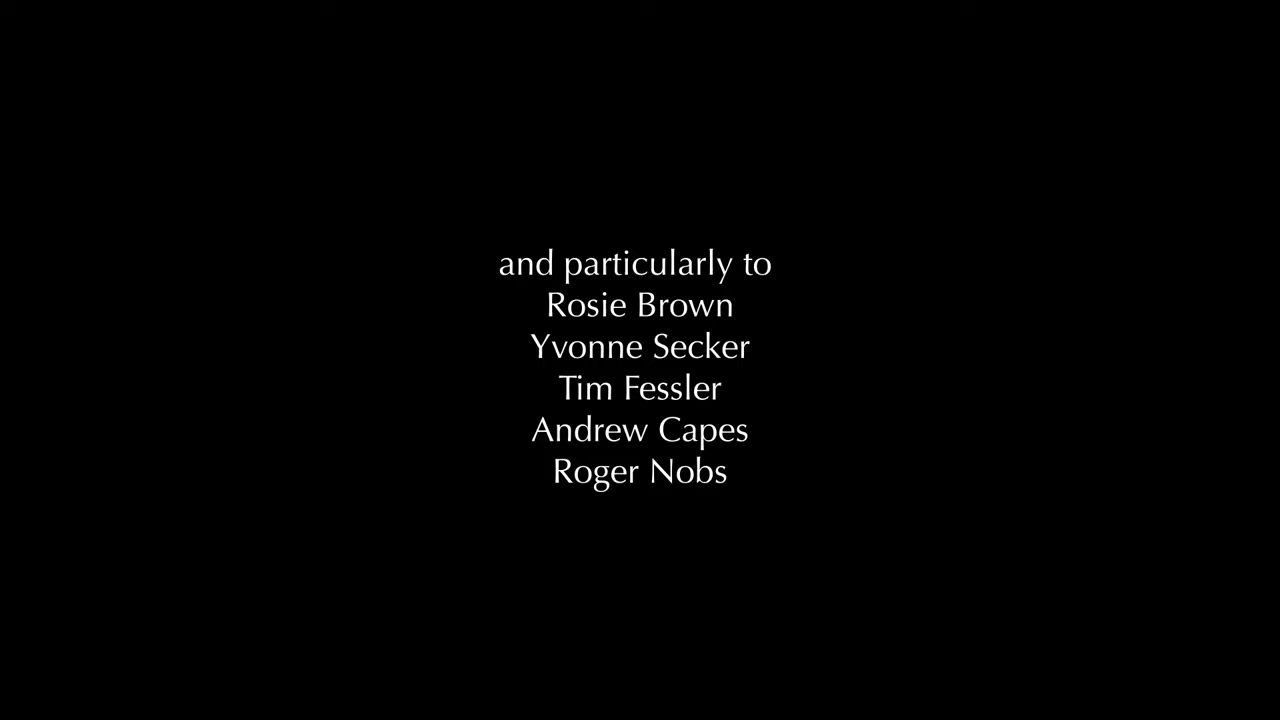 and particularly to
Rosie Brown
Yvonne Secker
Tim Fessler
Andrew Capes
Roger Nobs